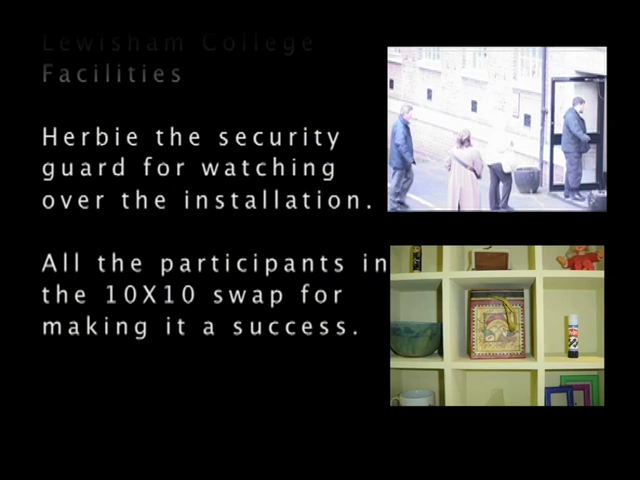 Lewisham College
Facilities
Herbie the security
guard for watching
over the installation.
All the participants in
the 10X10 swap for
making it a success.